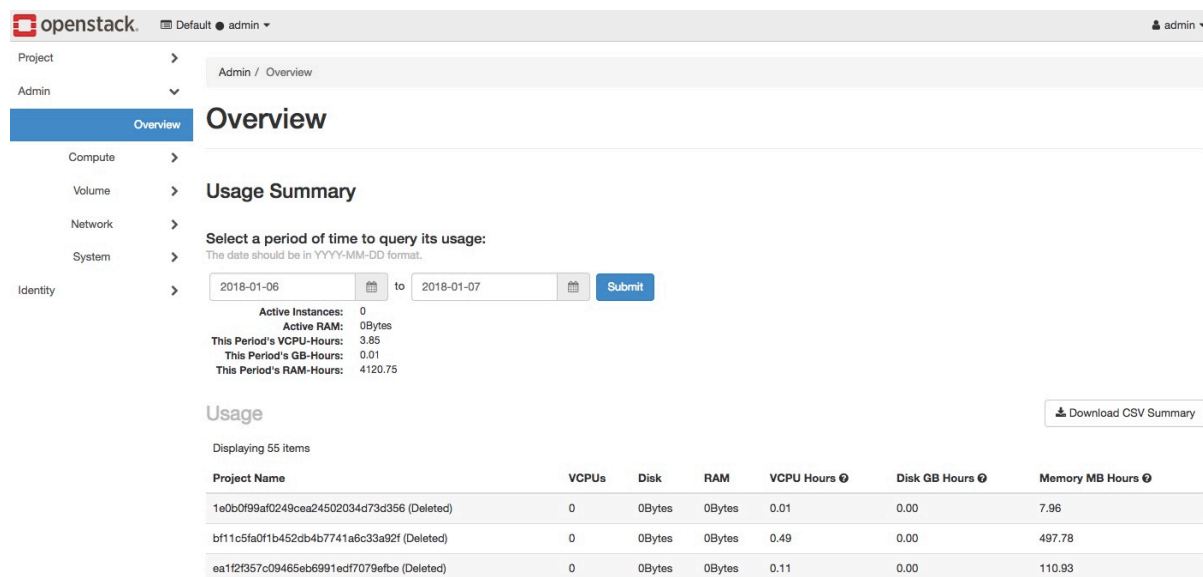 openstack. Default admin admin
Project
Admin
Overview
Compute
Volume
Network
System
Identity
Admin / Overview
Overview
Usage Summary
Select a period of time to query its usage:
The date should be in YYYY-MM-DD format.
2018-01-06 to 2018-01-07 Submit
Active Instances: 0
Active RAM: 0Bytes
This Period's VCPU-Hours: 3.85
This Period's GB-Hours: 0.01
This Period's RAM-Hours: 4120.75
Usage
Download CSV Summary
Displaying 55 items
Project Name VCPUs Disk RAM VCPU Hours Disk GB Hours Memory MB Hours
1e0b0f99af0249cea24502034d73d356 (Deleted) 0 0Bytes 0Bytes 0.01 0.00 7.96
bf11c5fa0f1b452db4b7741a6c33a92f (Deleted) 0 0Bytes 0Bytes 0.49 0.00 497.78
ea1f2f357c09465eb6991edf7079efbe (Deleted) 0 0Bytes 0Bytes 0.11 0.00 110.93